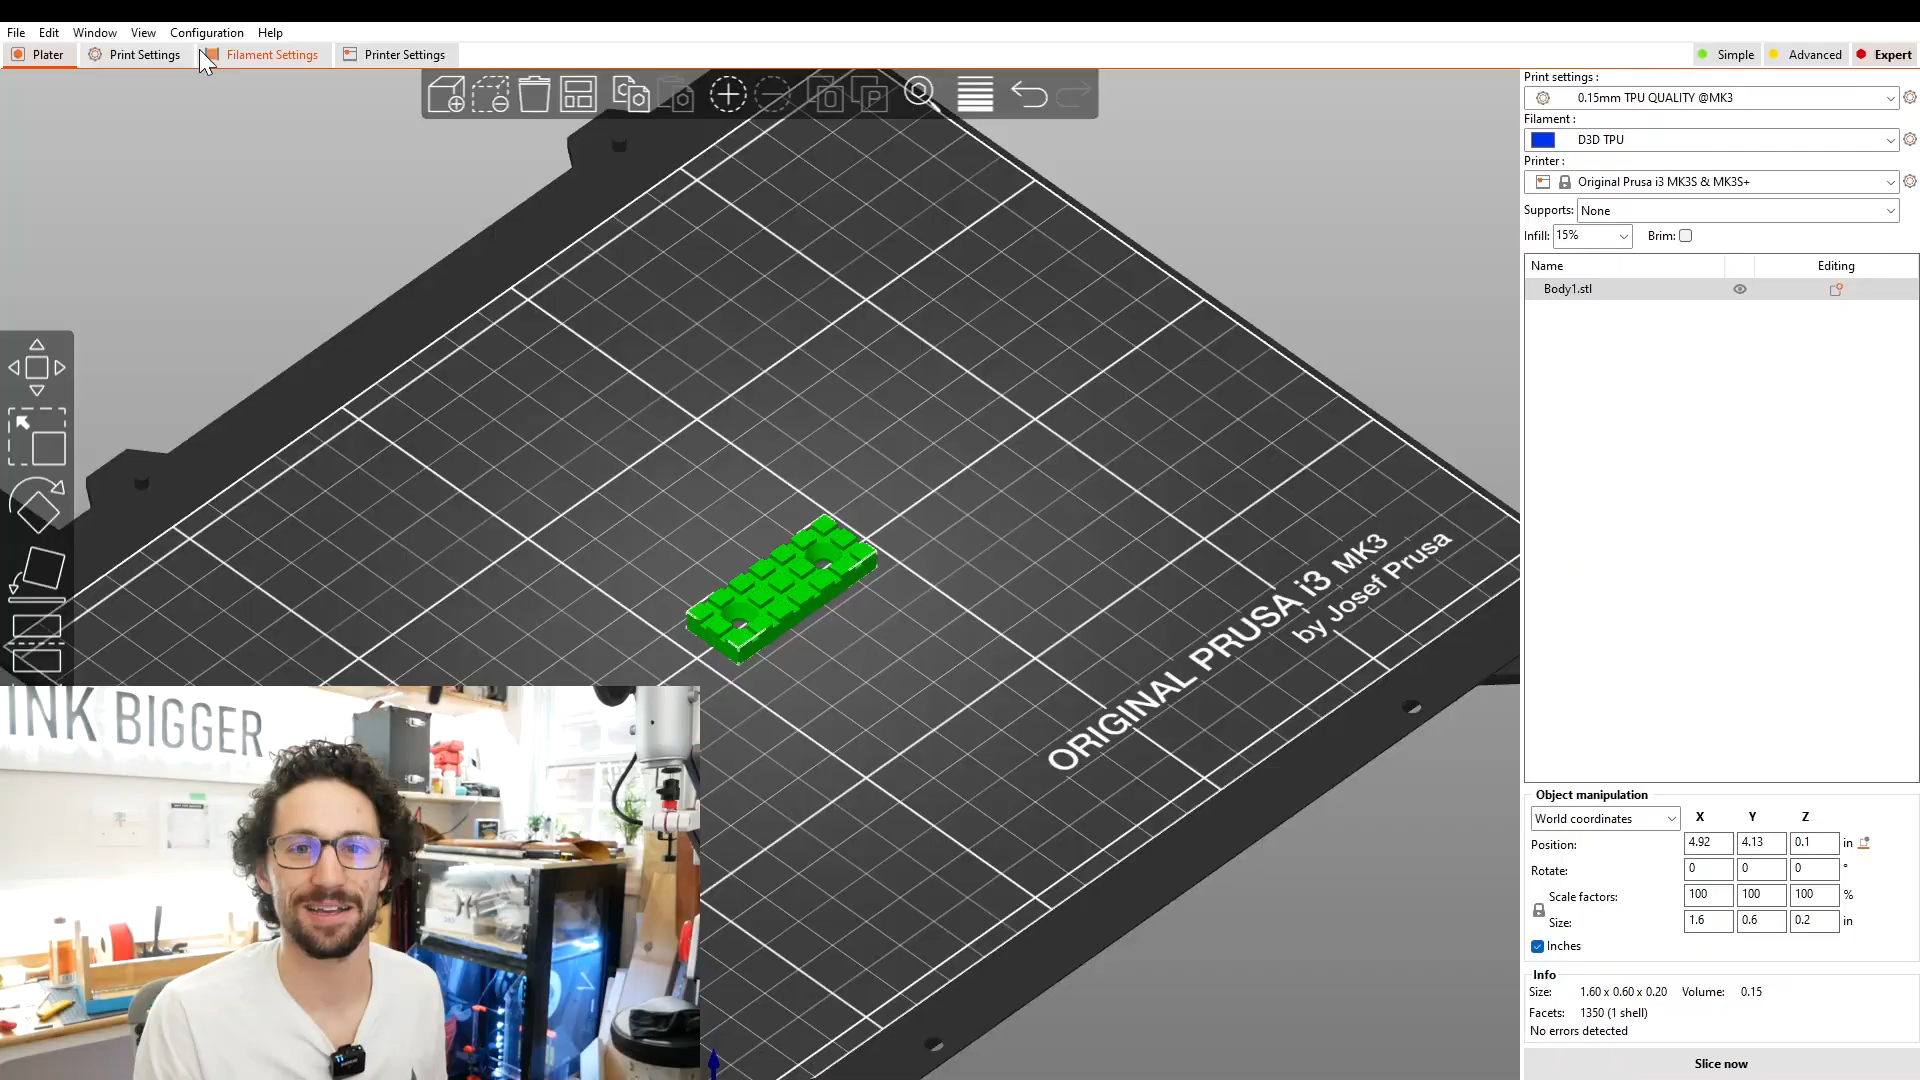 File Edit Window View Configuration Help
Plater Print Settings Filament Settings Printer Settings Simple Advanced Expert
Print settings :
0.15mm TPU QUALITY @MK3
Filament :
D3D TPU
Printer :
Original Prusa i3 MK3S & MK3S+
Supports: None
Infill: 15% Brim:
Name Editing
Body1.stl
ORIGINAL PRUSA i3 MK3
by Josef Prusa
INK BIGGER
Object manipulation
World coordinates X Y Z
Position: 4.92 4.13 0.1 in
Rotate: 0 0 0 °
Scale factors: 100 100 100 %
Size: 1.6 0.6 0.2 in
Inches
Info
Size: 1.60 x 0.60 x 0.20 Volume: 0.15
Facets: 1350 (1 shell)
No errors detected
Slice now